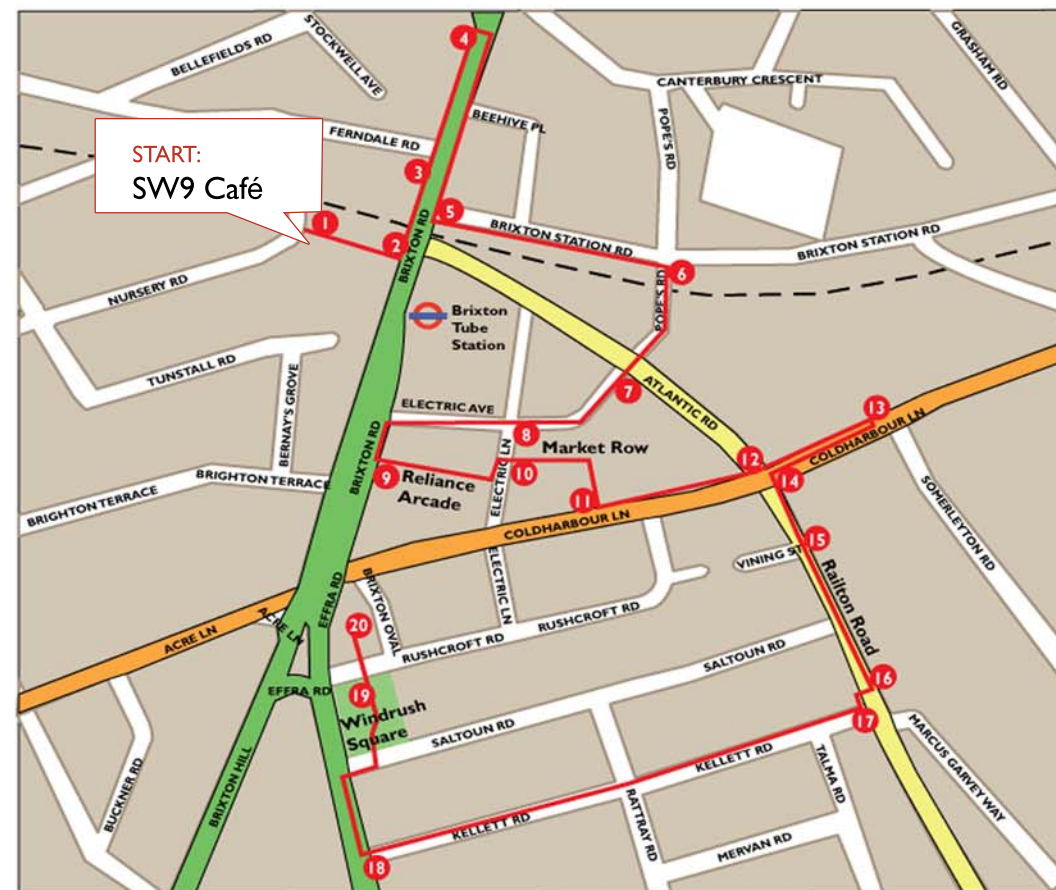 4
STOCKWELL AVE
BELLEFIELDS RD
GRASHAM RD
CANTERBURY CRESCENT
BEEHIVE PL
POPE'S RD
FERNDALE RD
START:
SW9 Café
3
1
2
5
BRIXTON RD
BRIXTON STATION RD
BRIXTON STATION RD
6
NURSERY RD
POPE'S RD
Brixton
Tube
Station
TUNSTALL RD
BERNAY'S GROVE
7
ATLANTIC RD
ELECTRIC AVE
13
COLDHARBOUR LN
8
Market Row
BRIXTON RD
ELECTRIC LN
12
9
Reliance
Arcade
10
11
14
BRIGHTON TERRACE
BRIGHTON TERRACE
COLDHARBOUR LN
SOMERLEYTON RD
15
VINING ST
Railton Road
ELECTRIC LN
BRIXTON OVAL
EFFRA RD
ACRE LN
ACRE LN
20
RUSHCROFT RD
RUSHCROFT RD
SALTOUN RD
16
EFFRA RD
19
Windrush
Square
SALTOUN RD
17
MARCUS GARVEY WAY
KELLETT RD
TALMA RD
BUCKNER RD
BRIXTON HILL
KELLETT RD
RATTRAY RD
MERVAN RD
18